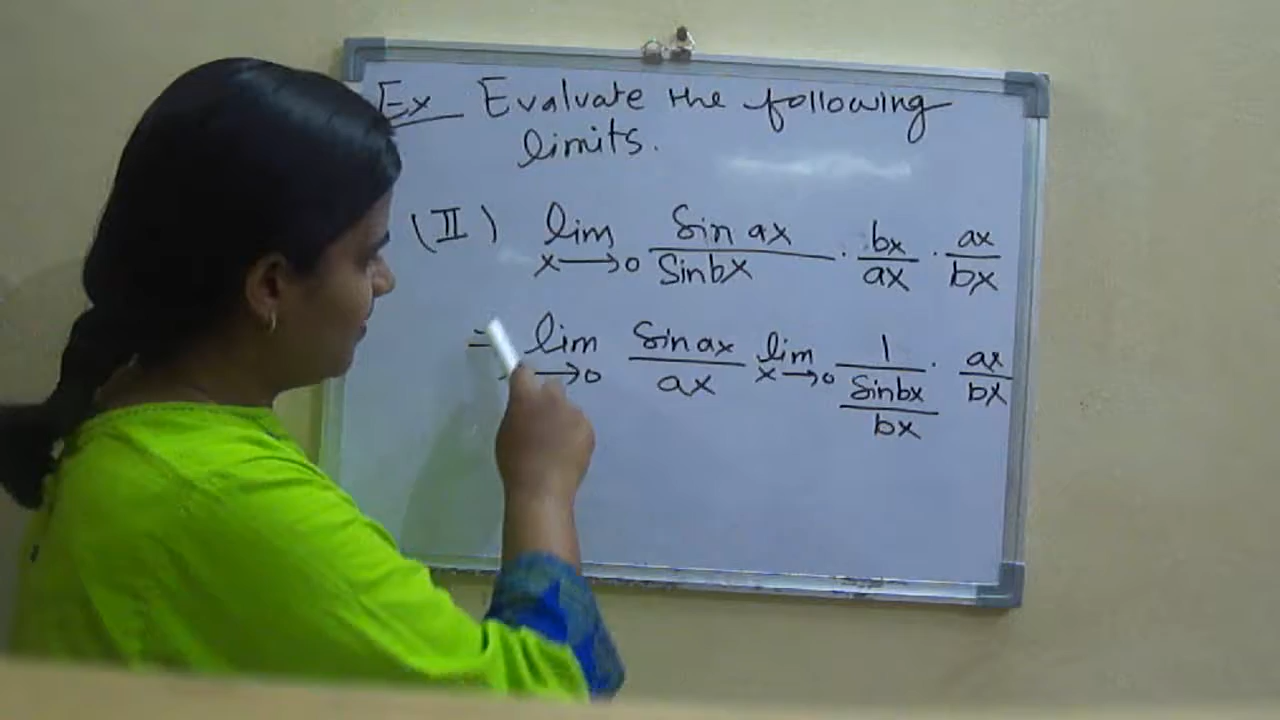 Ex Evaluate the following
limits.
(II) lim x→0 Sin ax / Sinbx · bx / ax · ax / bx
= lim x→0 Sin ax / ax lim x→0 1 / (Sinbx / bx) · ax / bx